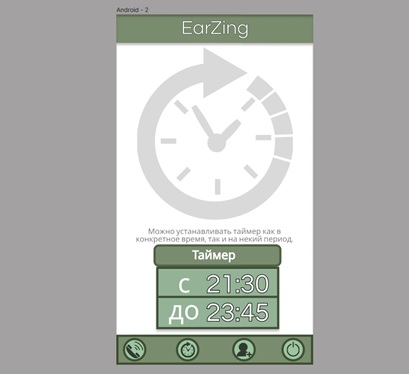 Android - 2
EarZing
Можно устанавливать таймер как в
конкретное время, так и на некий период.
Таймер
С 21:30
ДО 23:45